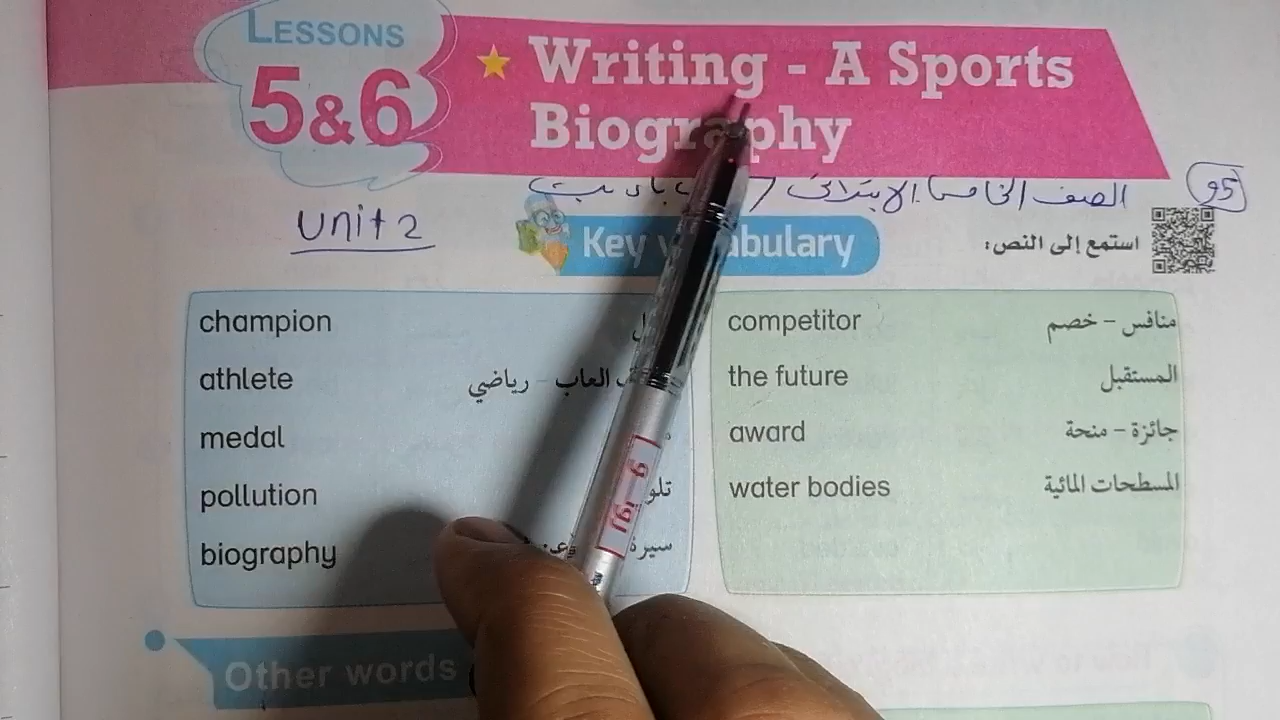 LESSONS
5&6
Writing - A Sports
Biography
الصف الخامس الابتدائى /
95
Unit 2
Key vocabulary
استمع إلى النص:
champion
athlete العاب - رياضي
medal
pollution
biography سيرة
competitor منافس - خصم
the future المستقبل
award جائزة - منحة
water bodies المسطحات المائية
Other words